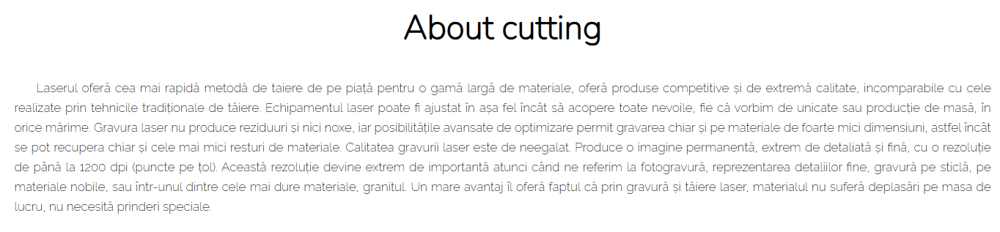 About cutting
Laserul oferă cea mai rapidă metodă de taiere de pe piață pentru o gamă largă de materiale, oferă produse competitive și de extremă calitate, incomparabile cu cele
realizate prin tehnicile tradiționale de tăiere. Echipamentul laser poate fi ajustat în așa fel încât să acopere toate nevoile, fie că vorbim de unicate sau producție de masă, în
orice mărime. Gravura laser nu produce reziduuri și nici noxe, iar posibilitățile avansate de optimizare permit gravarea chiar și pe materiale de foarte mici dimensiuni, astfel încât
se pot recupera chiar și cele mai mici resturi de materiale. Calitatea gravurii laser este de neegalat. Produce o imagine permanentă, extrem de detaliată și fină, cu o rezoluție
de până la 1200 dpi (puncte pe țol). Această rezoluție devine extrem de importantă atunci când ne referim la fotogravură, reprezentarea detaliilor fine, gravură pe sticlă, pe
materiale nobile, sau într-unul dintre cele mai dure materiale, granitul. Un mare avantaj îl oferă faptul că prin gravură și tăiere laser, materialul nu suferă deplasări pe masa de
lucru, nu necesită prinderi speciale.